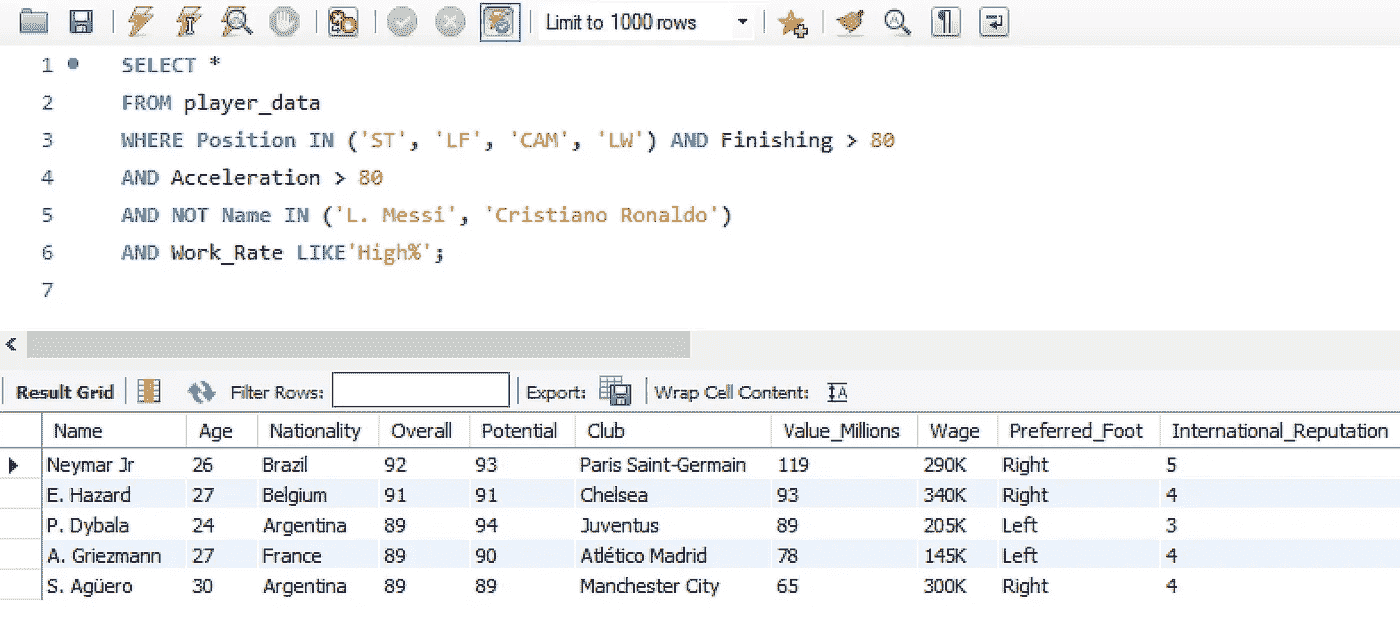 Limit to 1000 rows
1 SELECT *
2 FROM player_data
3 WHERE Position IN ('ST', 'LF', 'CAM', 'LW') AND Finishing > 80
4 AND Acceleration > 80
5 AND NOT Name IN ('L. Messi', 'Cristiano Ronaldo')
6 AND Work_Rate LIKE'High%';
7
Result Grid Filter Rows: Export: Wrap Cell Content: IA
Name Age Nationality Overall Potential Club Value_Millions Wage Preferred_Foot International_Reputation
Neymar Jr 26 Brazil 92 93 Paris Saint-Germain 119 290K Right 5
E. Hazard 27 Belgium 91 91 Chelsea 93 340K Right 4
P. Dybala 24 Argentina 89 94 Juventus 89 205K Left 3
A. Griezmann 27 France 89 90 Atlético Madrid 78 145K Left 4
S. Agüero 30 Argentina 89 89 Manchester City 65 300K Right 4